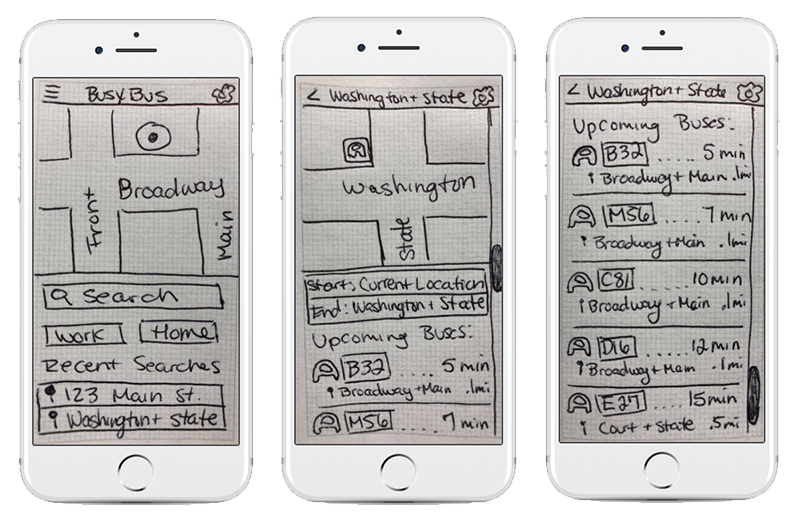 BusyBus
Broadway
Front
Main
Search
Work
Home
Recent Searches
123 Main St.
Washington + State
< Washington + State
Washington
State
Start: Current Location
End: Washington + State
Upcoming Buses:
B32 ..... 5 min
Broadway + Main .1mi
M56 ..... 7 min
< Washington + State
Upcoming Buses:
B32 ..... 5 min
Broadway + Main .1mi
M56 .... 7 min
Broadway + Main .1mi
C81 ..... 10 min
Broadway + Main .1mi
D16 ..... 12 min
Broadway + Main .1mi
E27 .... 15 min
Court + State .5mi